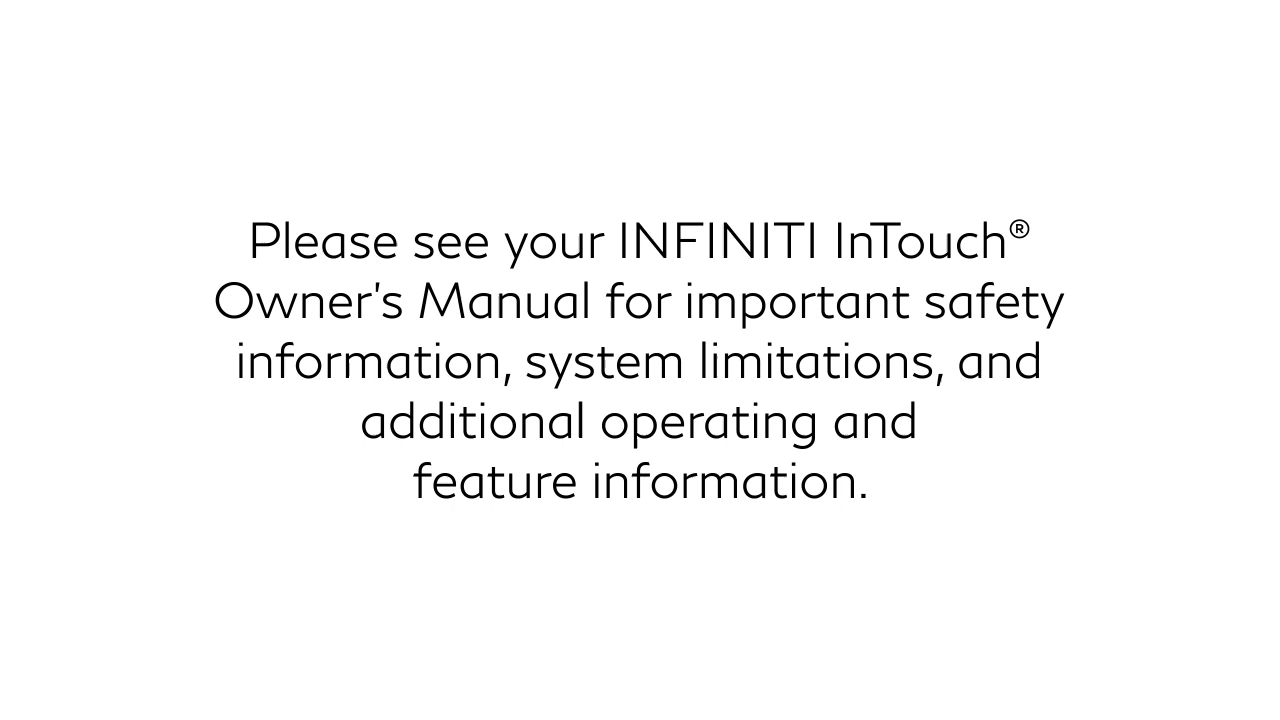 Please see your INFINITI InTouch®
Owner's Manual for important safety
information, system limitations, and
additional operating and
feature information.